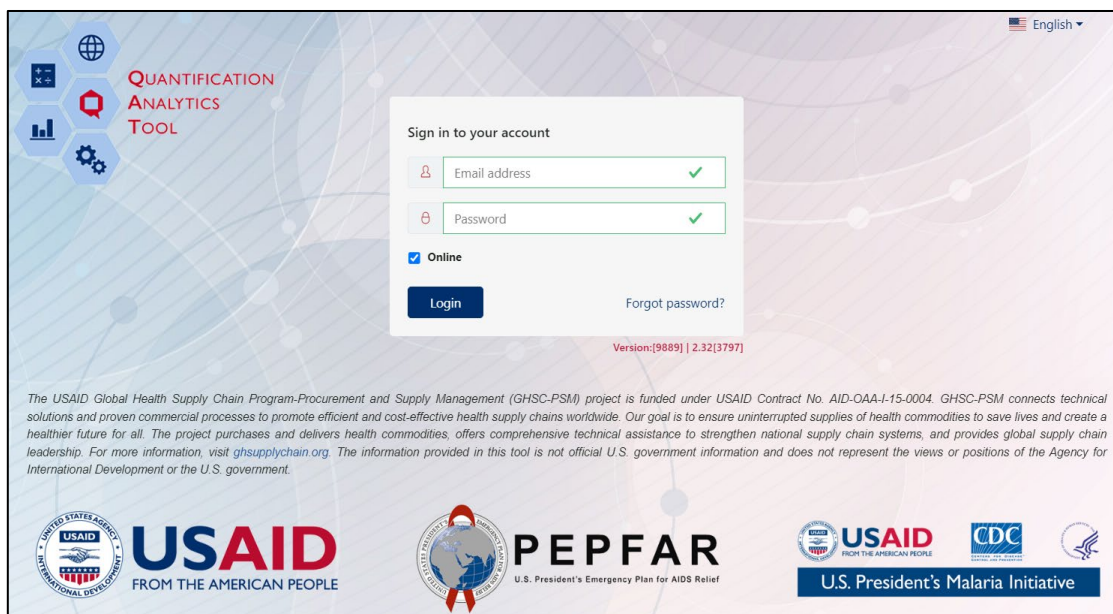 English
QUANTIFICATION
ANALYTICS
TOOL
Sign in to your account
Email address
Password
Online
Login
Forgot password?
Version:[9889] | 2.32[3797]
The USAID Global Health Supply Chain Program-Procurement and Supply Management (GHSC-PSM) project is funded under USAID Contract No. AID-OAA-I-15-0004. GHSC-PSM connects technical
solutions and proven commercial processes to promote efficient and cost-effective health supply chains worldwide. Our goal is to ensure uninterrupted supplies of health commodities to save lives and create a
healthier future for all. The project purchases and delivers health commodities, offers comprehensive technical assistance to strengthen national supply chain systems, and provides global supply chain
leadership. For more information, visit ghsupplychain.org. The information provided in this tool is not official U.S. government information and does not represent the views or positions of the Agency for
International Development or the U.S. government.
UNITED STATES AGENCY
USAID
INTERNATIONAL DEVELOPMENT
USAID
FROM THE AMERICAN PEOPLE
PEPFAR
U.S. President's Emergency Plan for AIDS Relief
USAID
FROM THE AMERICAN PEOPLE
CDC
U.S. President's Malaria Initiative